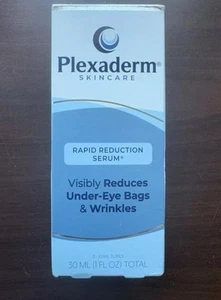 Plexaderm®
SKINCARE
RAPID REDUCTION
SERUM®
Visibly Reduces
Under-Eye Bags
& Wrinkles
30 ML (1 FL OZ) TOTAL